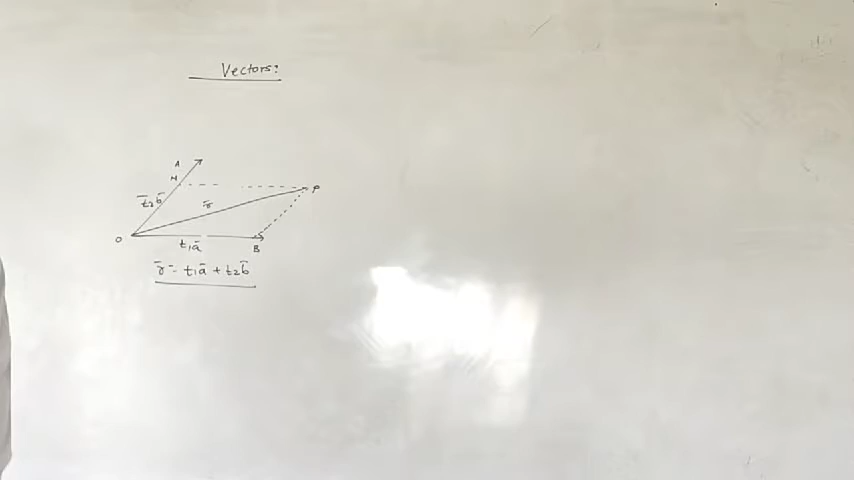 Vectors:
A
N
t₂b̄
r̄
P
O
t₁ā
B
r̄ = t₁ā + t₂b̄